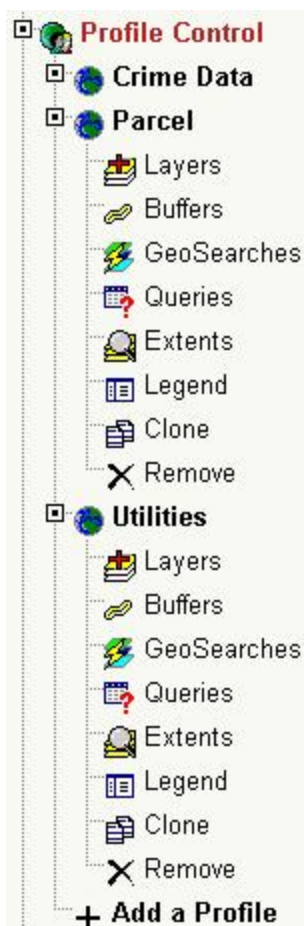 Profile Control
Crime Data
Parcel
Layers
Buffers
GeoSearches
Queries
Extents
Legend
Clone
Remove
Utilities
Layers
Buffers
GeoSearches
Queries
Extents
Legend
Clone
Remove
Add a Profile